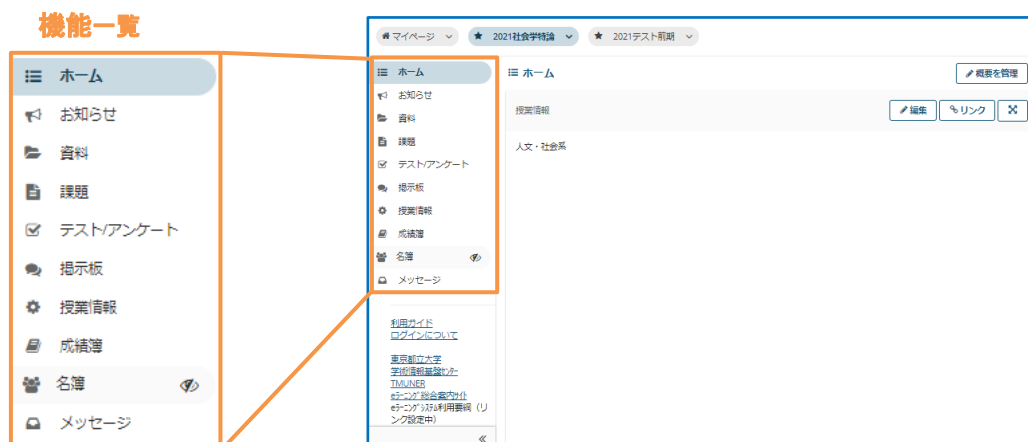 機能一覧
ホーム
お知らせ
資料
課題
テスト/アンケート
掲示板
授業情報
成績簿
名簿
メッセージ
マイページ
2021社会学特論
2021テスト前期
ホーム
お知らせ
資料
課題
テスト/アンケート
掲示板
授業情報
成績簿
名簿
メッセージ
利用ガイド
ログインについて
東京都立大学
学術情報基盤センター
TMUNER
eラーニング総合案内サイト
eラーニングシステム利用要綱（リ
ンク設定中）
ホーム
概要を管理
授業情報
編集
リンク
人文・社会系